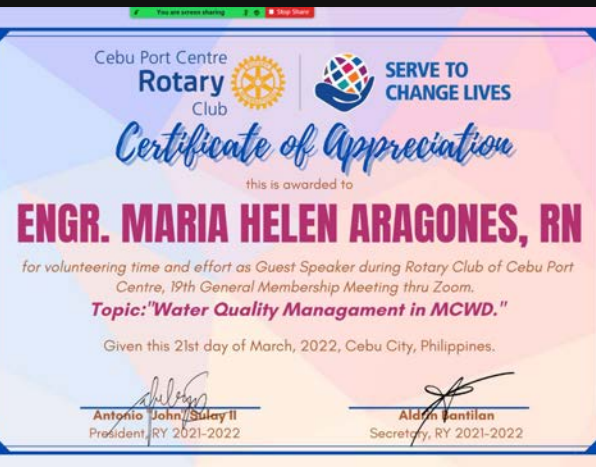 You are screen sharing
Stop Share
Cebu Port Centre
Rotary
Club
SERVE TO
CHANGE LIVES
Certificate of Appreciation
this is awarded to
ENGR. MARIA HELEN ARAGONES, RN
for volunteering time and effort as Guest Speaker during Rotary Club of Cebu Port
Centre, 19th General Membership Meeting thru Zoom.
Topic:"Water Quality Managament in MCWD."
Given this 21st day of March, 2022, Cebu City, Philippines.
Antonio John Sulay II
President, RY 2021-2022
Aldrin Bantilan
Secretary, RY 2021-2022